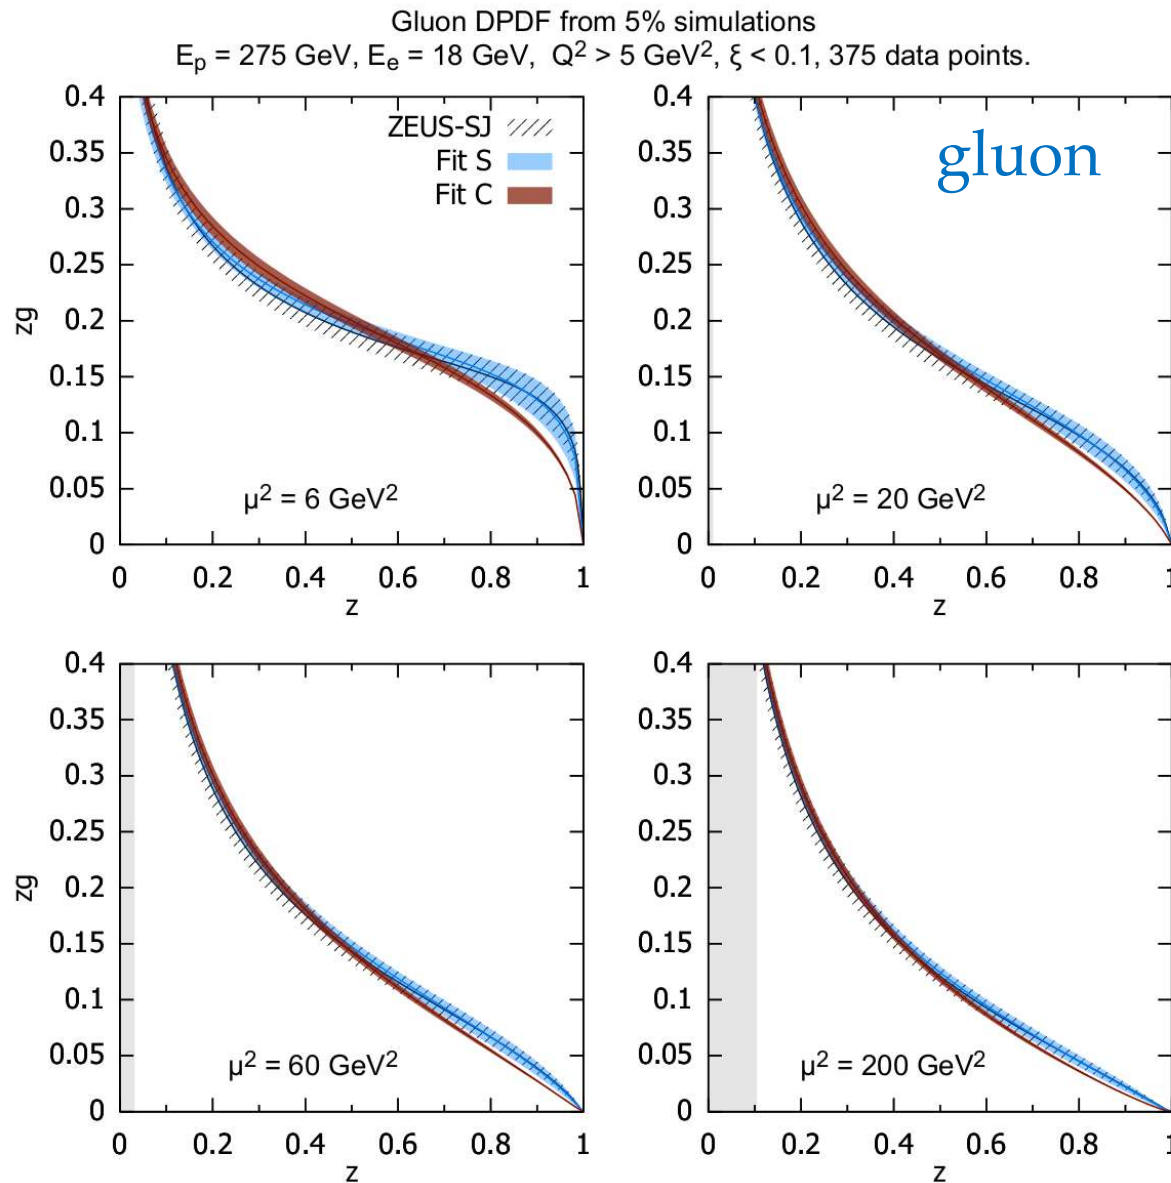 Gluon DPDF from 5% simulations
E_p = 275 GeV, E_e = 18 GeV, Q² > 5 GeV², ξ < 0.1, 375 data points.
0.4
0.35
0.3
0.25
0.2
0.15
0.1
0.05
0
zg
ZEUS-SJ
Fit S
Fit C
μ² = 6 GeV²
0 0.2 0.4 0.6 0.8 1
z
0.4
0.35
0.3
0.25
0.2
0.15
0.1
0.05
0
gluon
μ² = 20 GeV²
0 0.2 0.4 0.6 0.8 1
z
0.4
0.35
0.3
0.25
0.2
0.15
0.1
0.05
0
zg
μ² = 60 GeV²
0 0.2 0.4 0.6 0.8 1
z
0.4
0.35
0.3
0.25
0.2
0.15
0.1
0.05
0
μ² = 200 GeV²
0 0.2 0.4 0.6 0.8 1
z